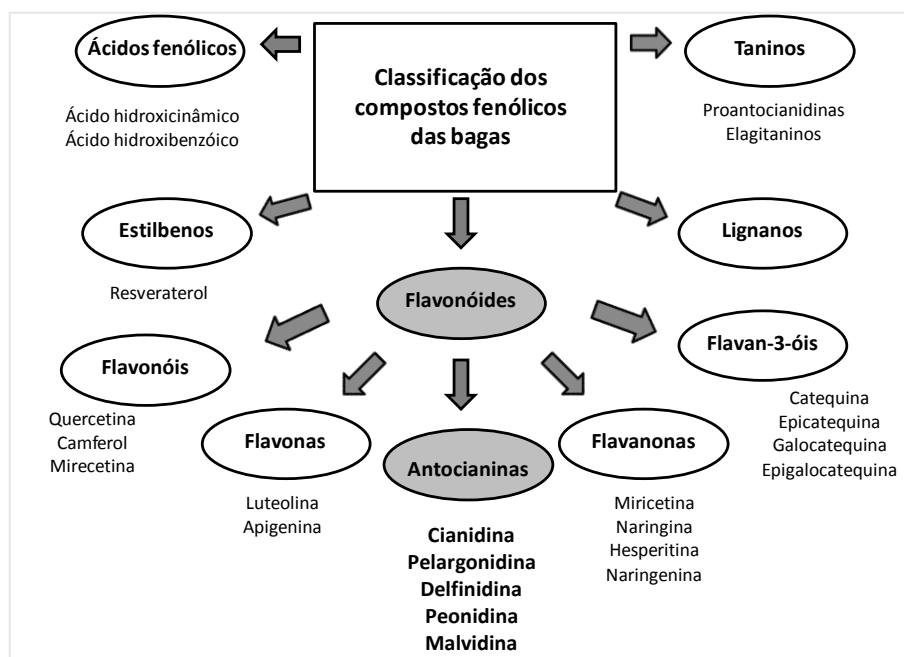 Classificação dos
compostos fenólicos
das bagas
Ácidos fenólicos
Ácido hidroxicinâmico
Ácido hidroxibenzóico
Taninos
Proantocianidinas
Elagitaninos
Estilbenos
Resveraterol
Lignanos
Flavonóides
Flavonóis
Quercetina
Camferol
Mirecetina
Flavonas
Luteolina
Apigenina
Antocianinas
Cianidina
Pelargonidina
Delfinidina
Peonidina
Malvidina
Flavanonas
Miricetina
Naringina
Hesperitina
Naringenina
Flavan-3-óis
Catequina
Epicatequina
Galocatequina
Epigalocatequina